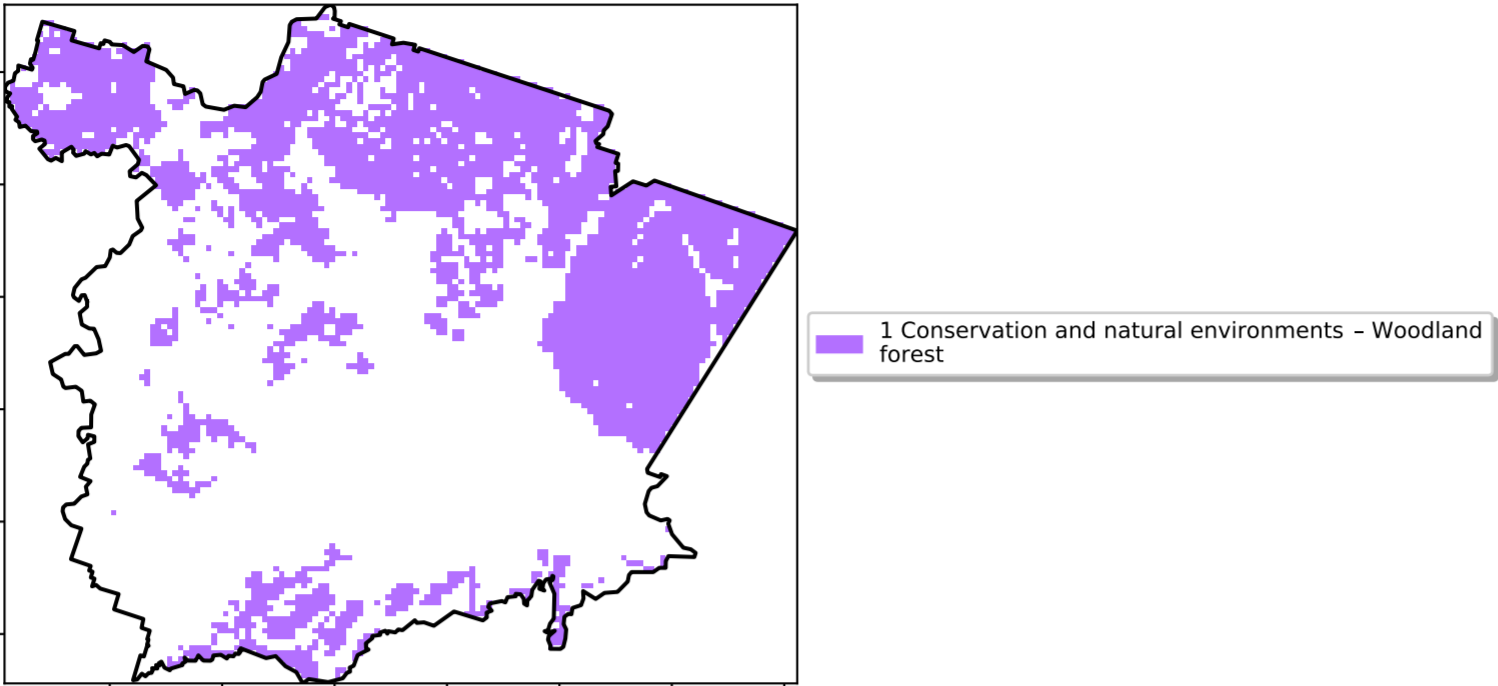 1 Conservation and natural environments – Woodland
forest